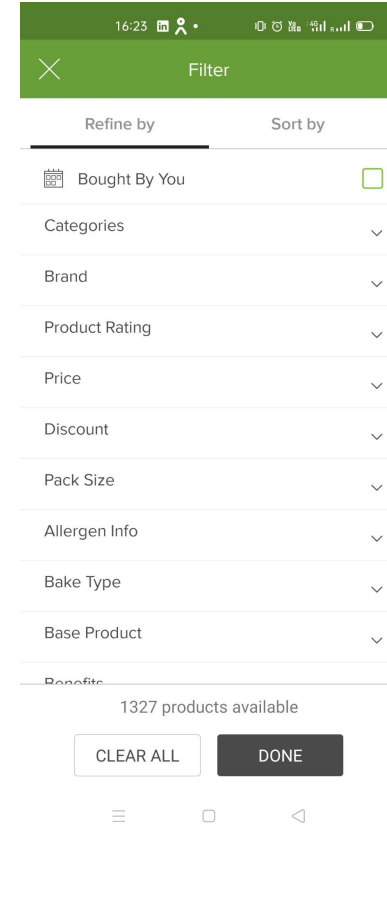 16:23
Filter
Refine by
Sort by
Bought By You
Categories
Brand
Product Rating
Price
Discount
Pack Size
Allergen Info
Bake Type
Base Product
Benefits
1327 products available
CLEAR ALL
DONE